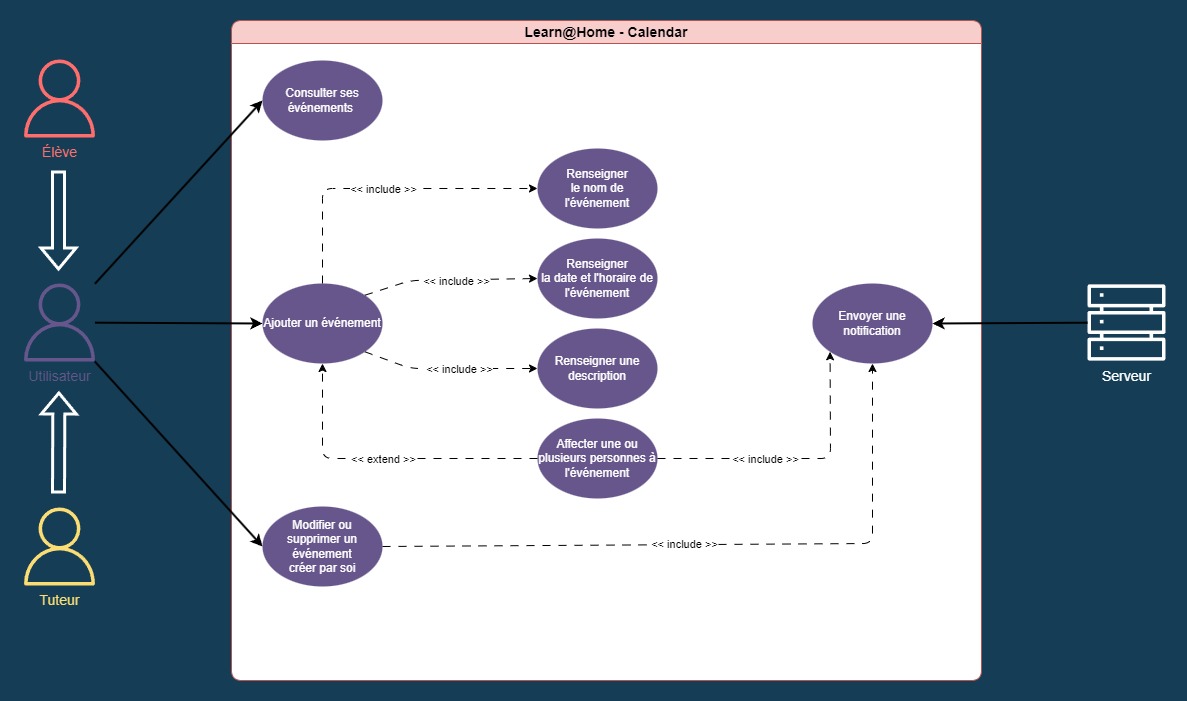 Learn@Home - Calendar
Élève
Utilisateur
Tuteur
Consulter ses
événements
<< include >>
Renseigner
le nom de
l'événement
Ajouter un événement
<< include >>
Renseigner
la date et l'horaire de
l'événement
<< include >>
Renseigner une
description
<< extend >>
Affecter une ou
plusieurs personnes à
l'événement
<< include >>
Modifier ou
supprimer un
événement
créer par soi
<< include >>
Envoyer une
notification
Serveur